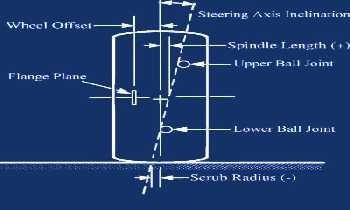 Steering Axis Inclination
Wheel Offset
Spindle Length (+)
Upper Ball Joint
Flange Plane
Lower Ball Joint
Scrub Radius (-)